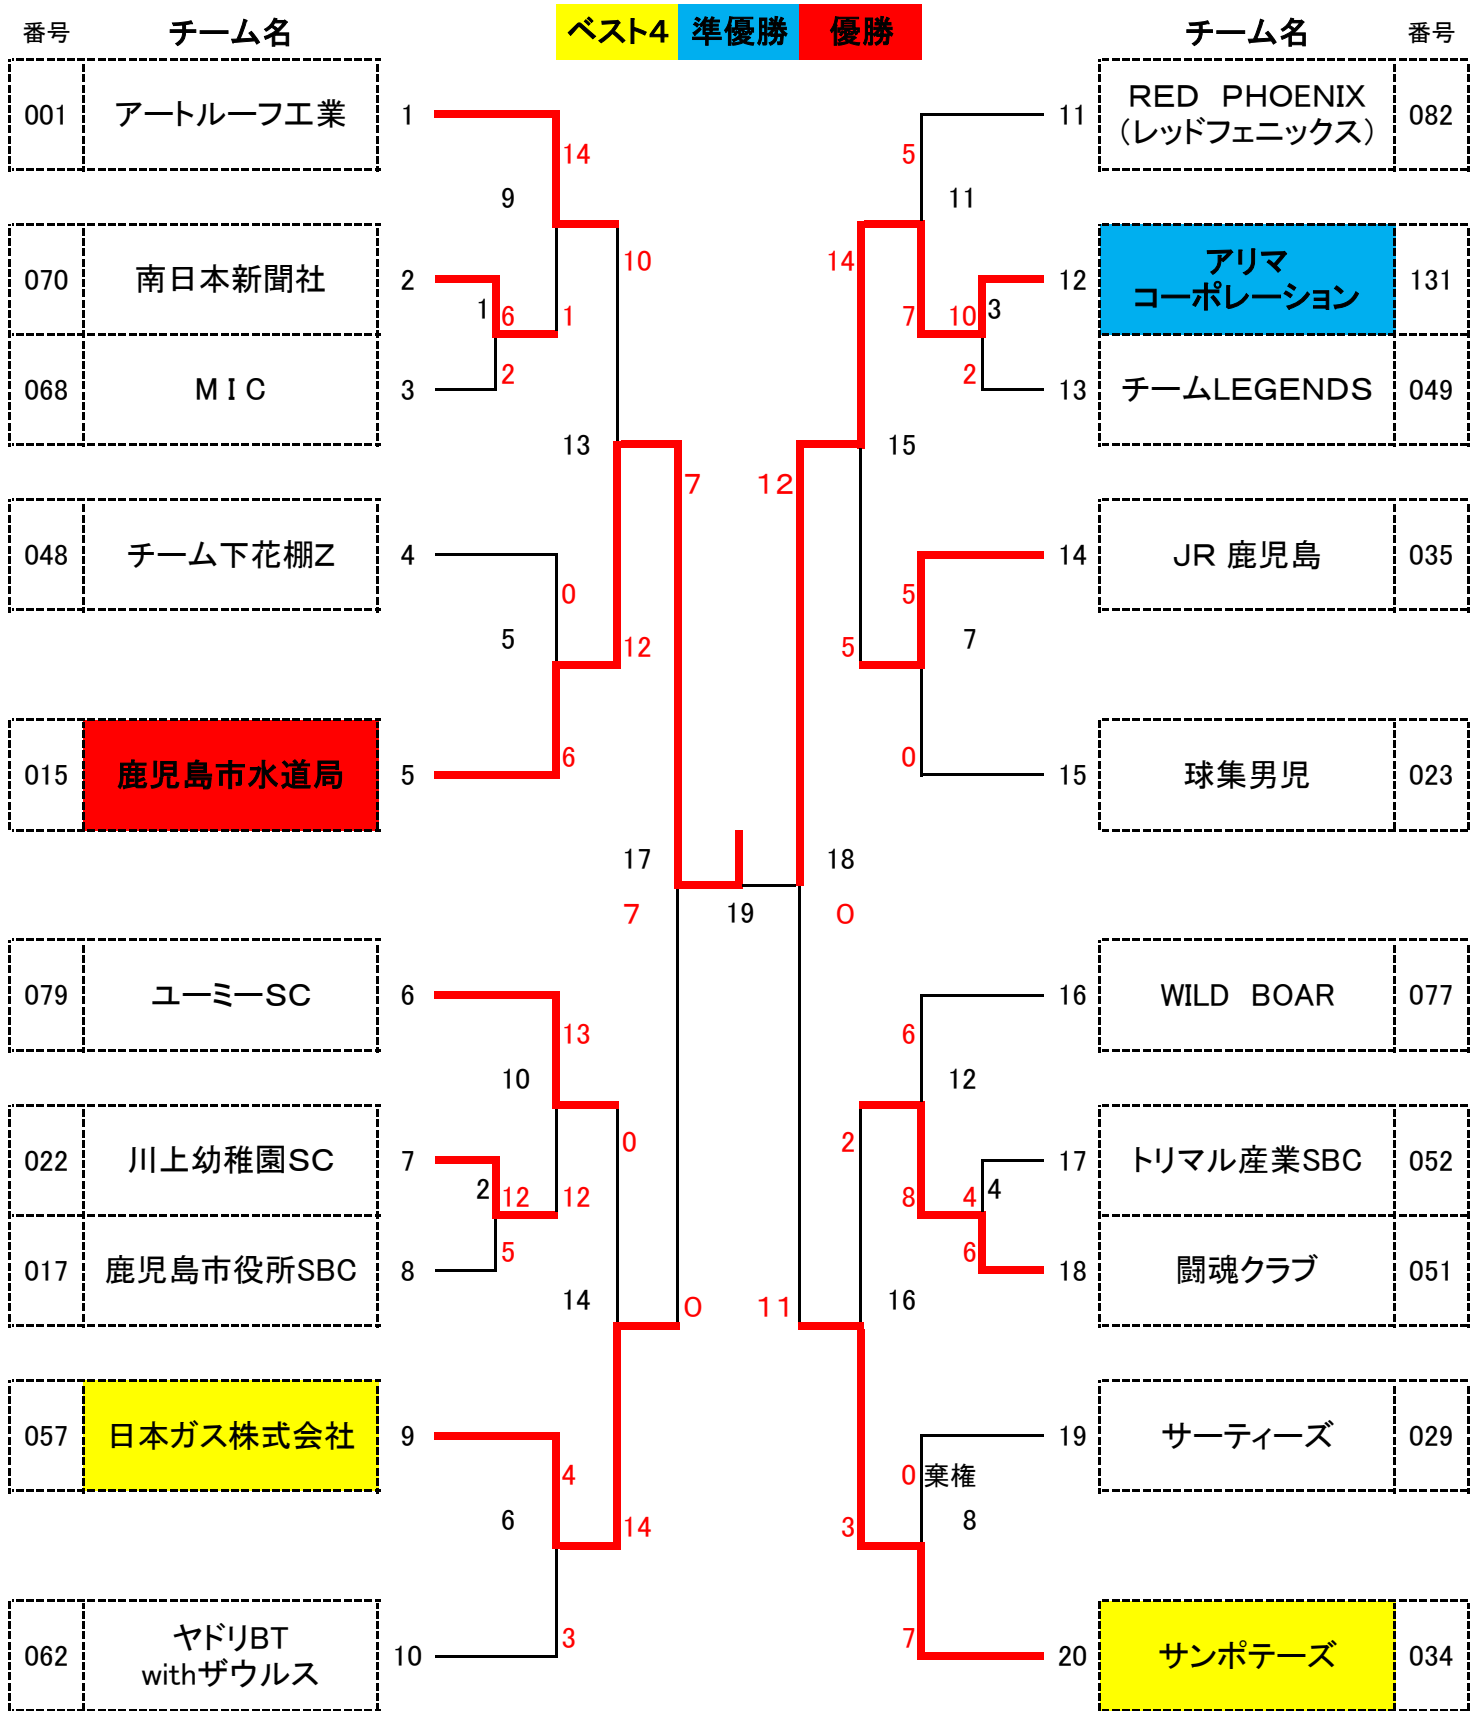 番号 チーム名 ベスト4 準優勝 優勝 チーム名 番号
001 アートルーフ工業 1 11 RED PHOENIX 082
(レッドフェニックス)
14 5
9 11
070 南日本新聞社 2 10 14 12 アリマ 131
コーポレーション
1 6 1 7 10 3
068 MIC 3 2 2 13 チームLEGENDS 049
13 15
7 12
048 チーム下花棚Z 4 14 JR 鹿児島 035
0 5
5 12 5 7
015 鹿児島市水道局 5 6 0 15 球集男児 023
17 18
7 19 0
079 ユーミーSC 6 16 WILD BOAR 077
13 6
10 12
022 川上幼稚園SC 7 0 2 17 トリマル産業SBC 052
2 12 12 8 4 4
017 鹿児島市役所SBC 8 5 6 18 闘魂クラブ 051
14 0 11 16
057 日本ガス株式会社 9 19 サーティーズ 029
4 0 棄権
6 14 3 8
062 ヤドリBT 10 3 7 20 サンポテーズ 034
withザウルス